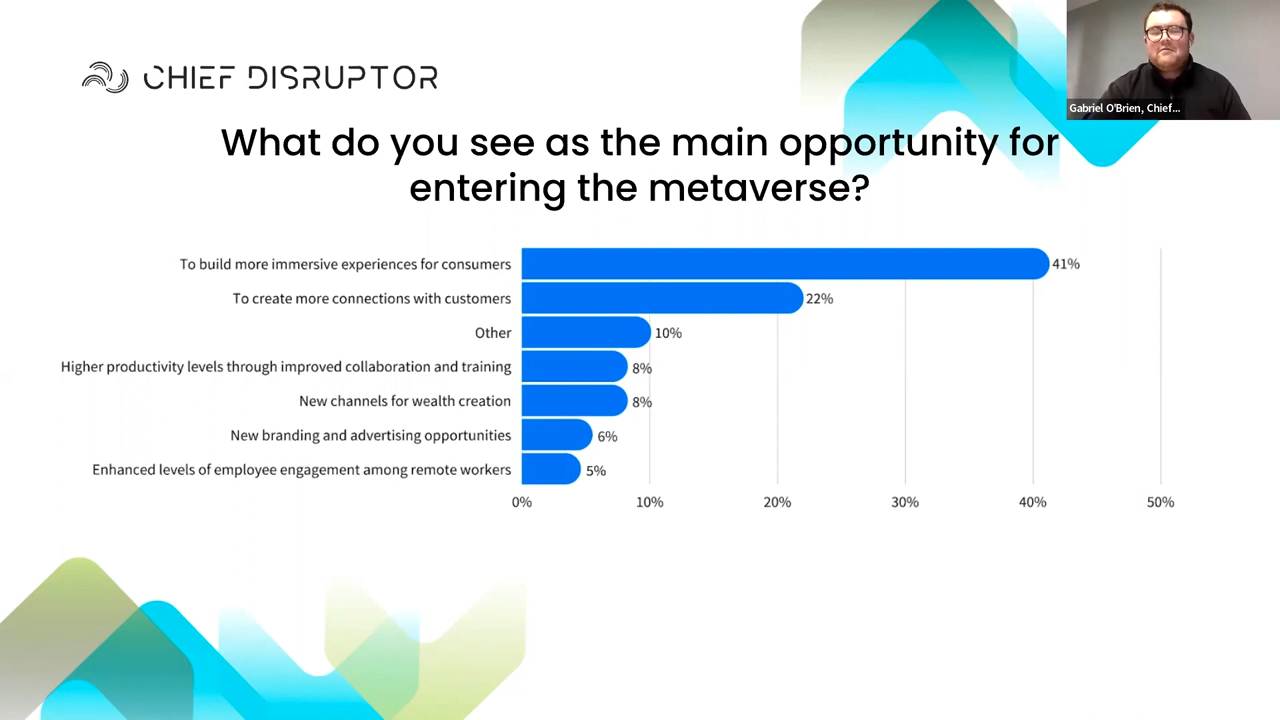 CHIEF DISRUPTOR
Gabriel O'Brien, Chief...
What do you see as the main opportunity for
entering the metaverse?
To build more immersive experiences for consumers 41%
To create more connections with customers 22%
Other 10%
Higher productivity levels through improved collaboration and training 8%
New channels for wealth creation 8%
New branding and advertising opportunities 6%
Enhanced levels of employee engagement among remote workers 5%
0% 10% 20% 30% 40% 50%